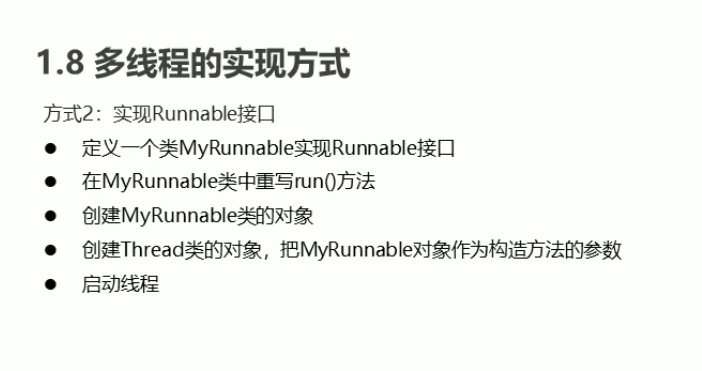 1.8 多线程的实现方式
方式2：实现Runnable接口
● 定义一个类MyRunnable实现Runnable接口
● 在MyRunnable类中重写run()方法
● 创建MyRunnable类的对象
● 创建Thread类的对象，把MyRunnable对象作为构造方法的参数
● 启动线程